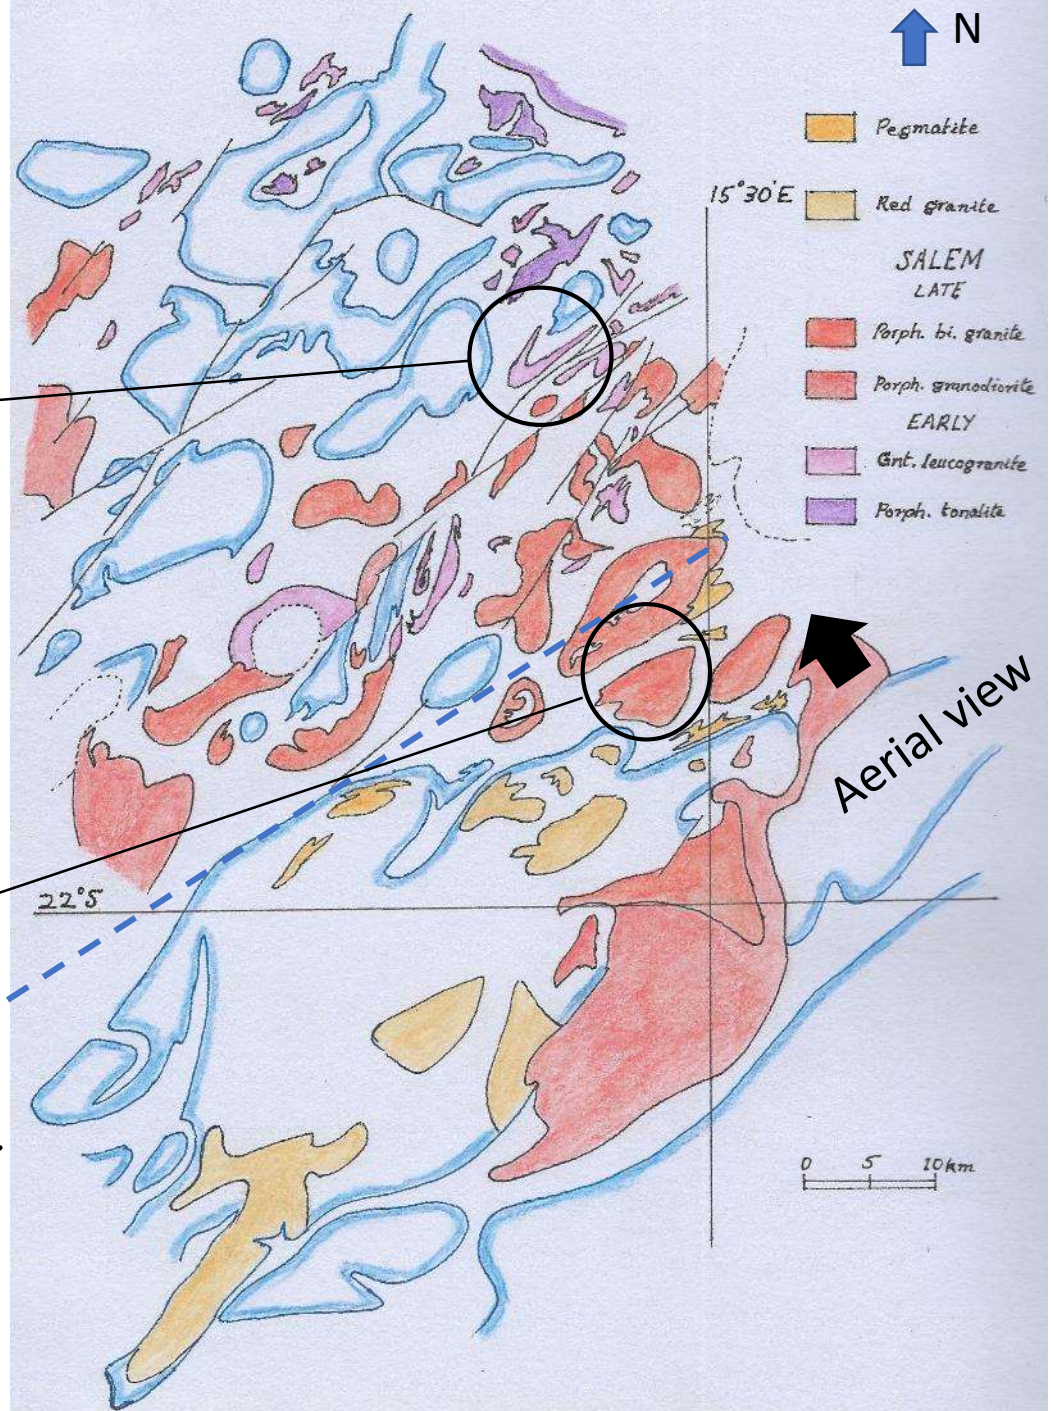 N
Pegmatite
15°30'E
Red granite
SALEM
LATE
Porph. bi. granite
Porph. granodiorite
EARLY
Gnt. leucogranite
Porph. tonalite
Aerial view
22°S
0 5 10km